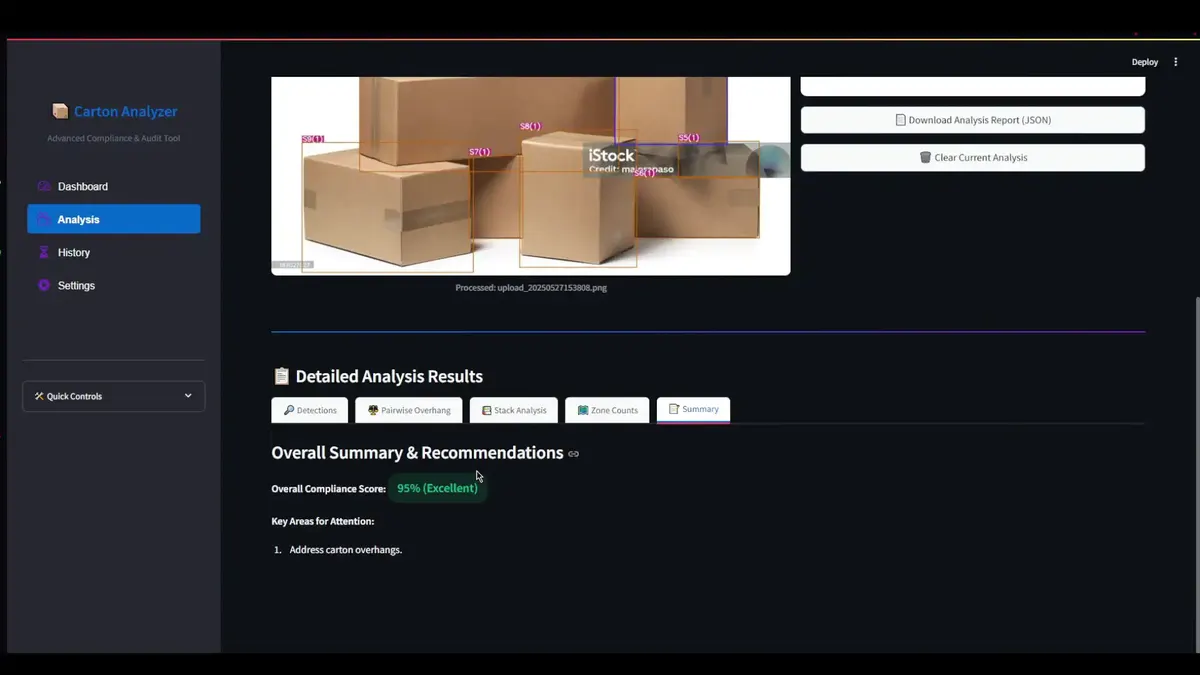 Deploy
Carton Analyzer
Advanced Compliance & Audit Tool
Dashboard
Analysis
History
Settings
Quick Controls
S8(1)
S9(1)
S7(1)
S5(1)
iStock
Credit:
S6(1)
Processed: upload_20250527153808.png
Download Analysis Report (JSON)
Clear Current Analysis
Detailed Analysis Results
Detections
Pairwise Overhang
Stack Analysis
Zone Counts
Summary
Overall Summary & Recommendations
Overall Compliance Score: 95% (Excellent)
Key Areas for Attention:
1. Address carton overhangs.